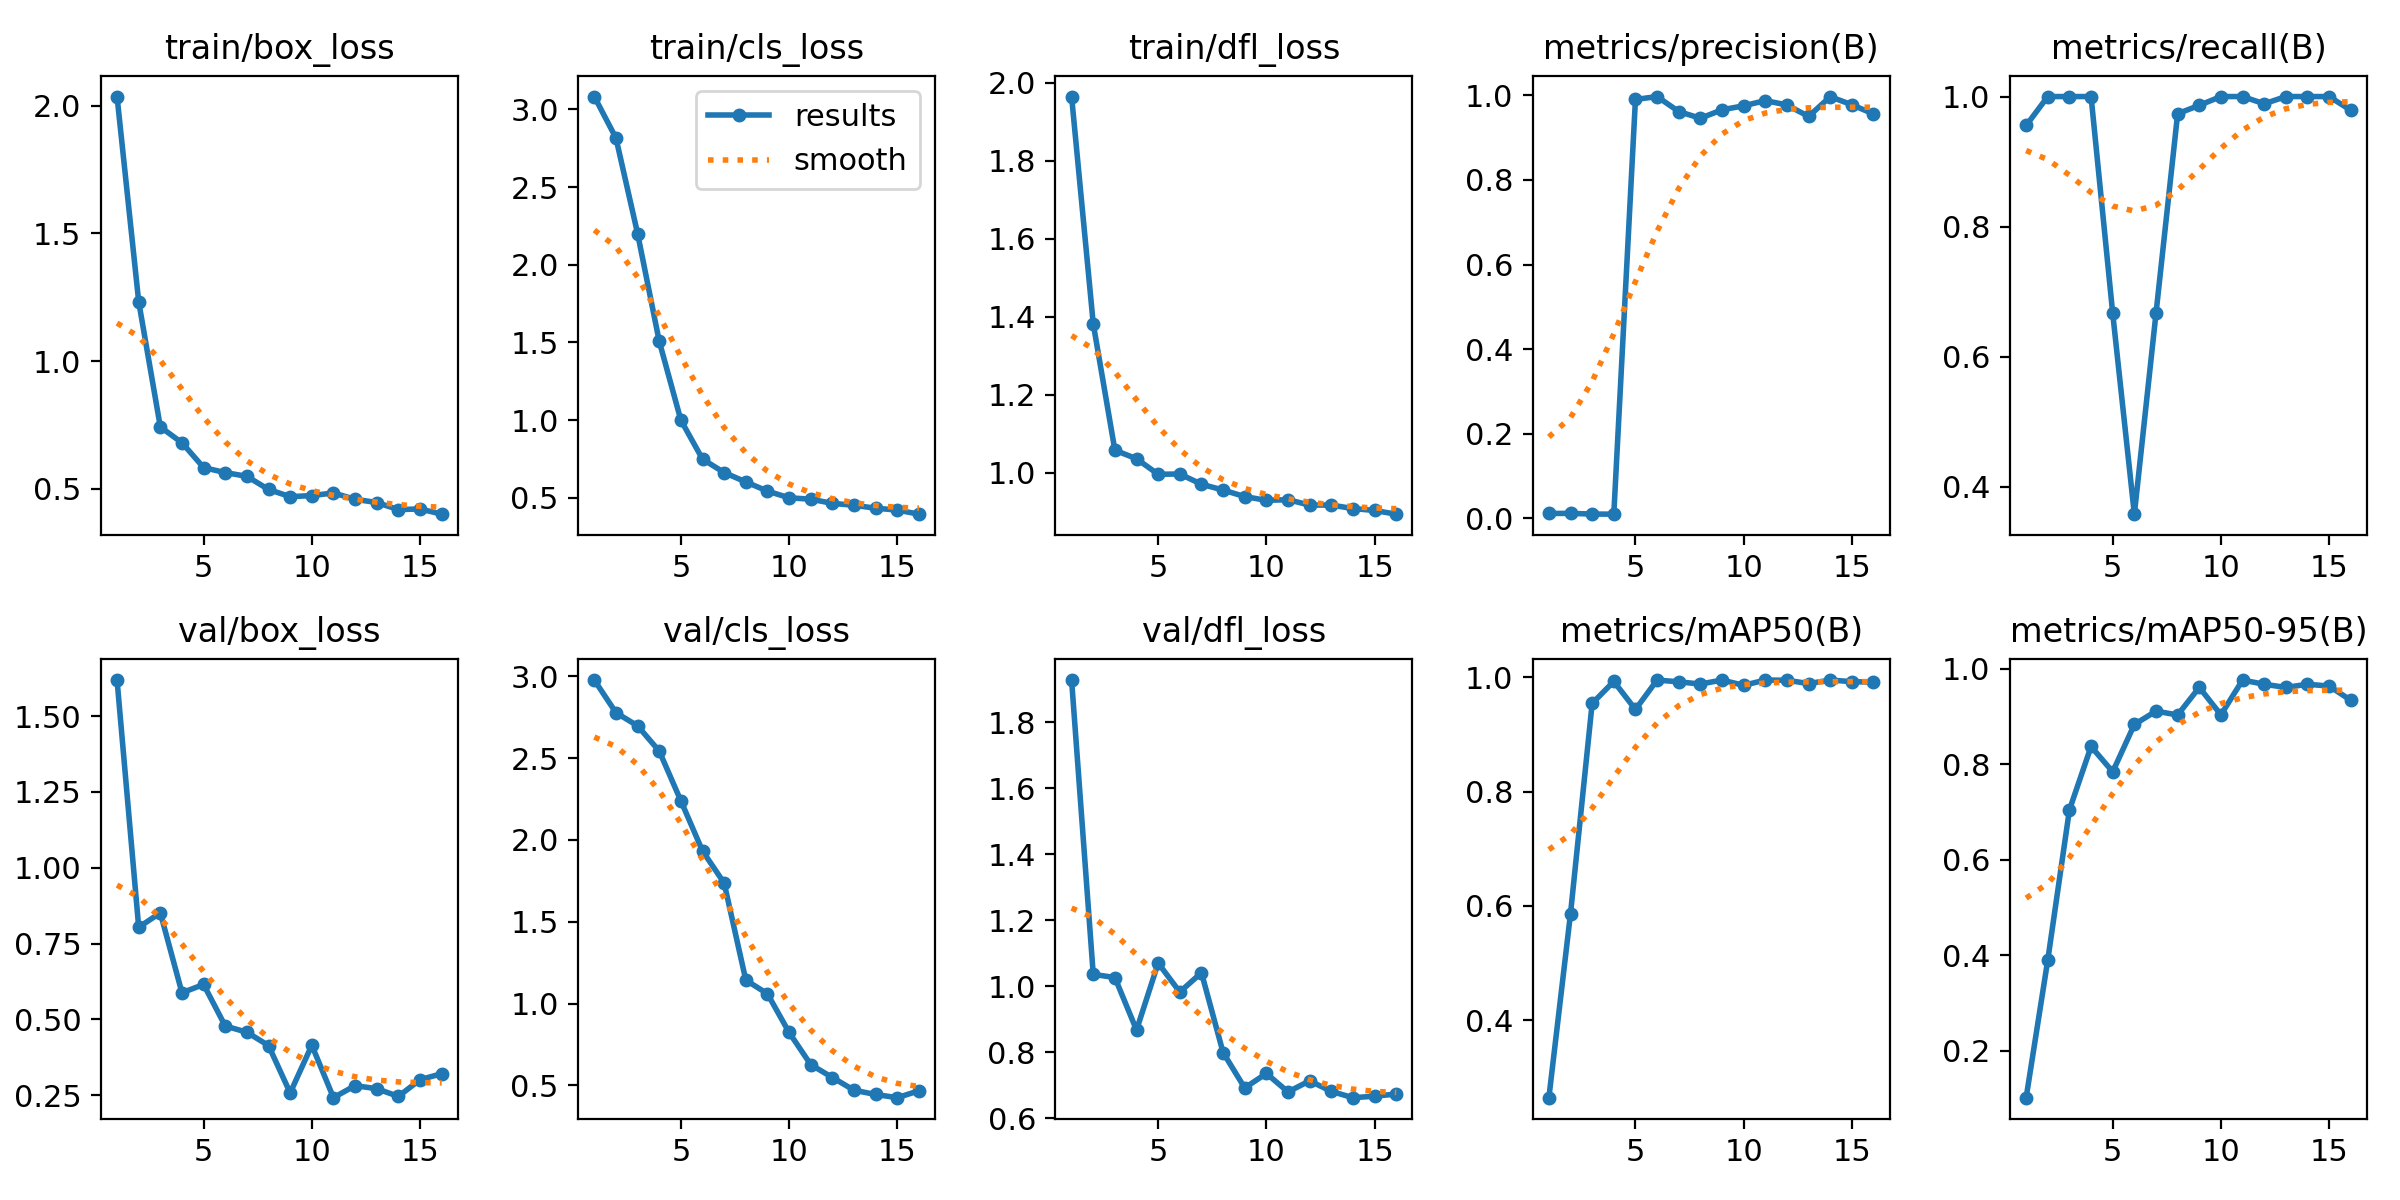 train/box_loss
2.0
1.5
1.0
0.5
5 10 15
train/cls_loss
results
smooth
3.0
2.5
2.0
1.5
1.0
0.5
5 10 15
train/dfl_loss
2.0
1.8
1.6
1.4
1.2
1.0
5 10 15
metrics/precision(B)
1.0
0.8
0.6
0.4
0.2
0.0
5 10 15
metrics/recall(B)
1.0
0.8
0.6
0.4
5 10 15
val/box_loss
1.50
1.25
1.00
0.75
0.50
0.25
5 10 15
val/cls_loss
3.0
2.5
2.0
1.5
1.0
0.5
5 10 15
val/dfl_loss
1.8
1.6
1.4
1.2
1.0
0.8
0.6
5 10 15
metrics/mAP50(B)
1.0
0.8
0.6
0.4
5 10 15
metrics/mAP50-95(B)
1.0
0.8
0.6
0.4
0.2
5 10 15